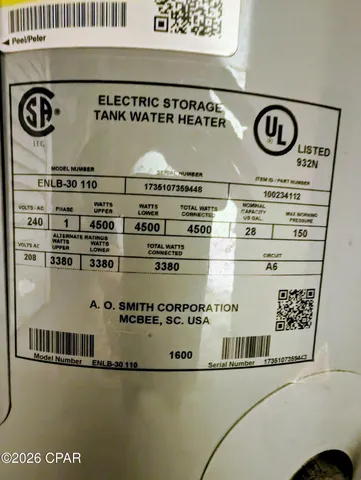 ◀ Peel/Peler
ELECTRIC STORAGE
TANK WATER HEATER
UL
LISTED
932N
MODEL NUMBER SERIAL NUMBER ITEM ID / PART NUMBER
ENLB-30 110 1735107359448 100234112
VOLTS - AC PHASE WATTS UPPER WATTS LOWER TOTAL WATTS CONNECTED NOMINAL CAPACITY US GAL. MAX WORKING PRESSURE
240 1 4500 4500 4500 28 150
ALTERNATE RATINGS
VOLTS AC WATTS UPPER WATTS LOWER TOTAL WATTS CONNECTED CIRCUIT
208 3380 3380 3380 A6
A. O. SMITH CORPORATION
MCBEE, SC. USA
1600
Model Number ENLB-30 110 Serial Number
©2026 CPAR